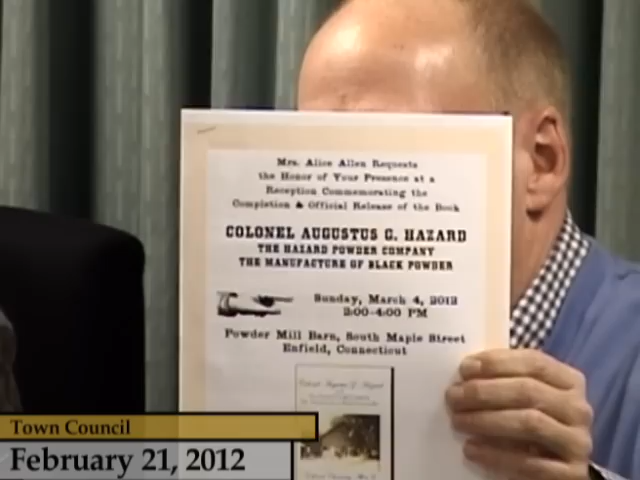 Mrs. Alice Allen Requests
the Honor of Your Presence at a
Reception Commemorating the
Completion & Official Release of the Book
COLONEL AUGUSTUS G. HAZARD
THE HAZARD POWDER COMPANY
THE MANUFACTURE OF BLACK POWDER
Sunday, March 4, 2012
2:00-4:00 PM
Powder Mill Barn, South Maple Street
Enfield, Connecticut
Town Council
February 21, 2012